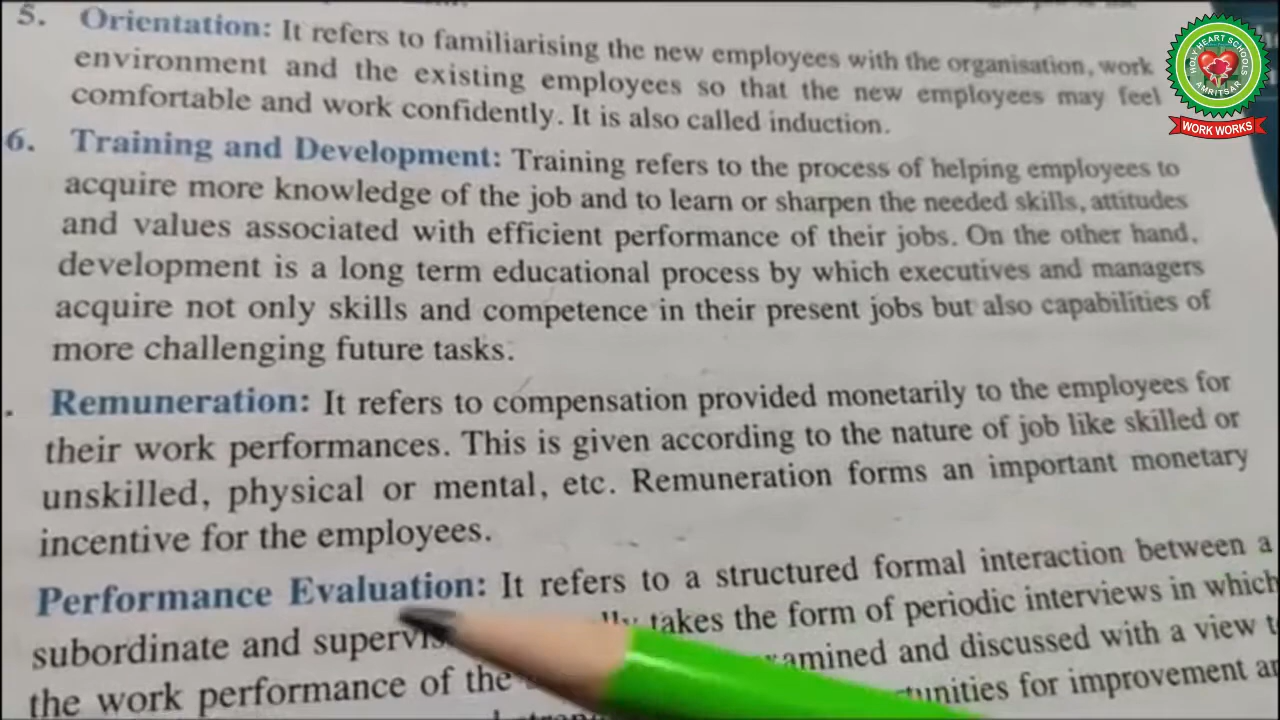 5. Orientation: It refers to familiarising the new employees with the organisation, work
environment and the existing employees so that the new employees may feel
comfortable and work confidently. It is also called induction.
6. Training and Development: Training refers to the process of helping employees to
acquire more knowledge of the job and to learn or sharpen the needed skills, attitudes
and values associated with efficient performance of their jobs. On the other hand,
development is a long term educational process by which executives and managers
acquire not only skills and competence in their present jobs but also capabilities of
more challenging future tasks.
. Remuneration: It refers to compensation provided monetarily to the employees for
their work performances. This is given according to the nature of job like skilled or
unskilled, physical or mental, etc. Remuneration forms an important monetary
incentive for the employees.
Performance Evaluation: It refers to a structured formal interaction between a
subordinate and takes the form of periodic interviews in which
the work performance of the and discussed with a view
for improvement
HOLY HEART SCHOOLS
AMRITSAR
WORK WORKS